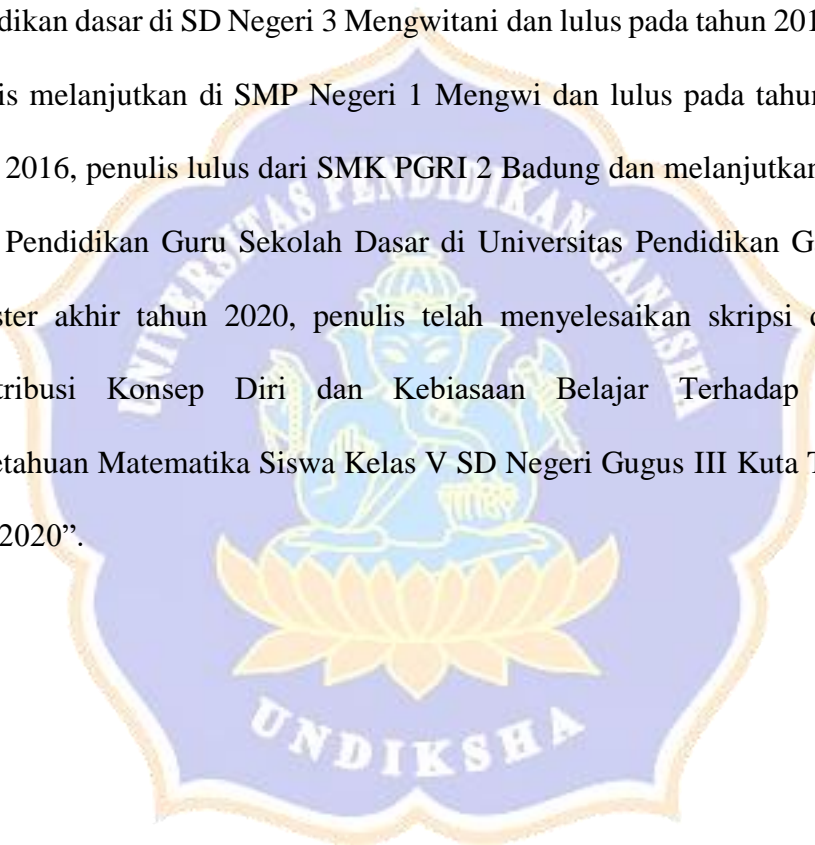 dikan dasar di SD Negeri 3 Mengwitani dan lulus pada tahun 201
is melanjutkan di SMP Negeri 1 Mengwi dan lulus pada tahun
2016, penulis lulus dari SMK PGRI 2 Badung dan melanjutkan
Pendidikan Guru Sekolah Dasar di Universitas Pendidikan G
ster akhir tahun 2020, penulis telah menyelesaikan skripsi
tribusi Konsep Diri dan Kebiasaan Belajar Terhadap
etahuan Matematika Siswa Kelas V SD Negeri Gugus III Kuta T
2020”.
UNIVERSITAS PENDIDIKAN GANESHA
UNDIKSHA